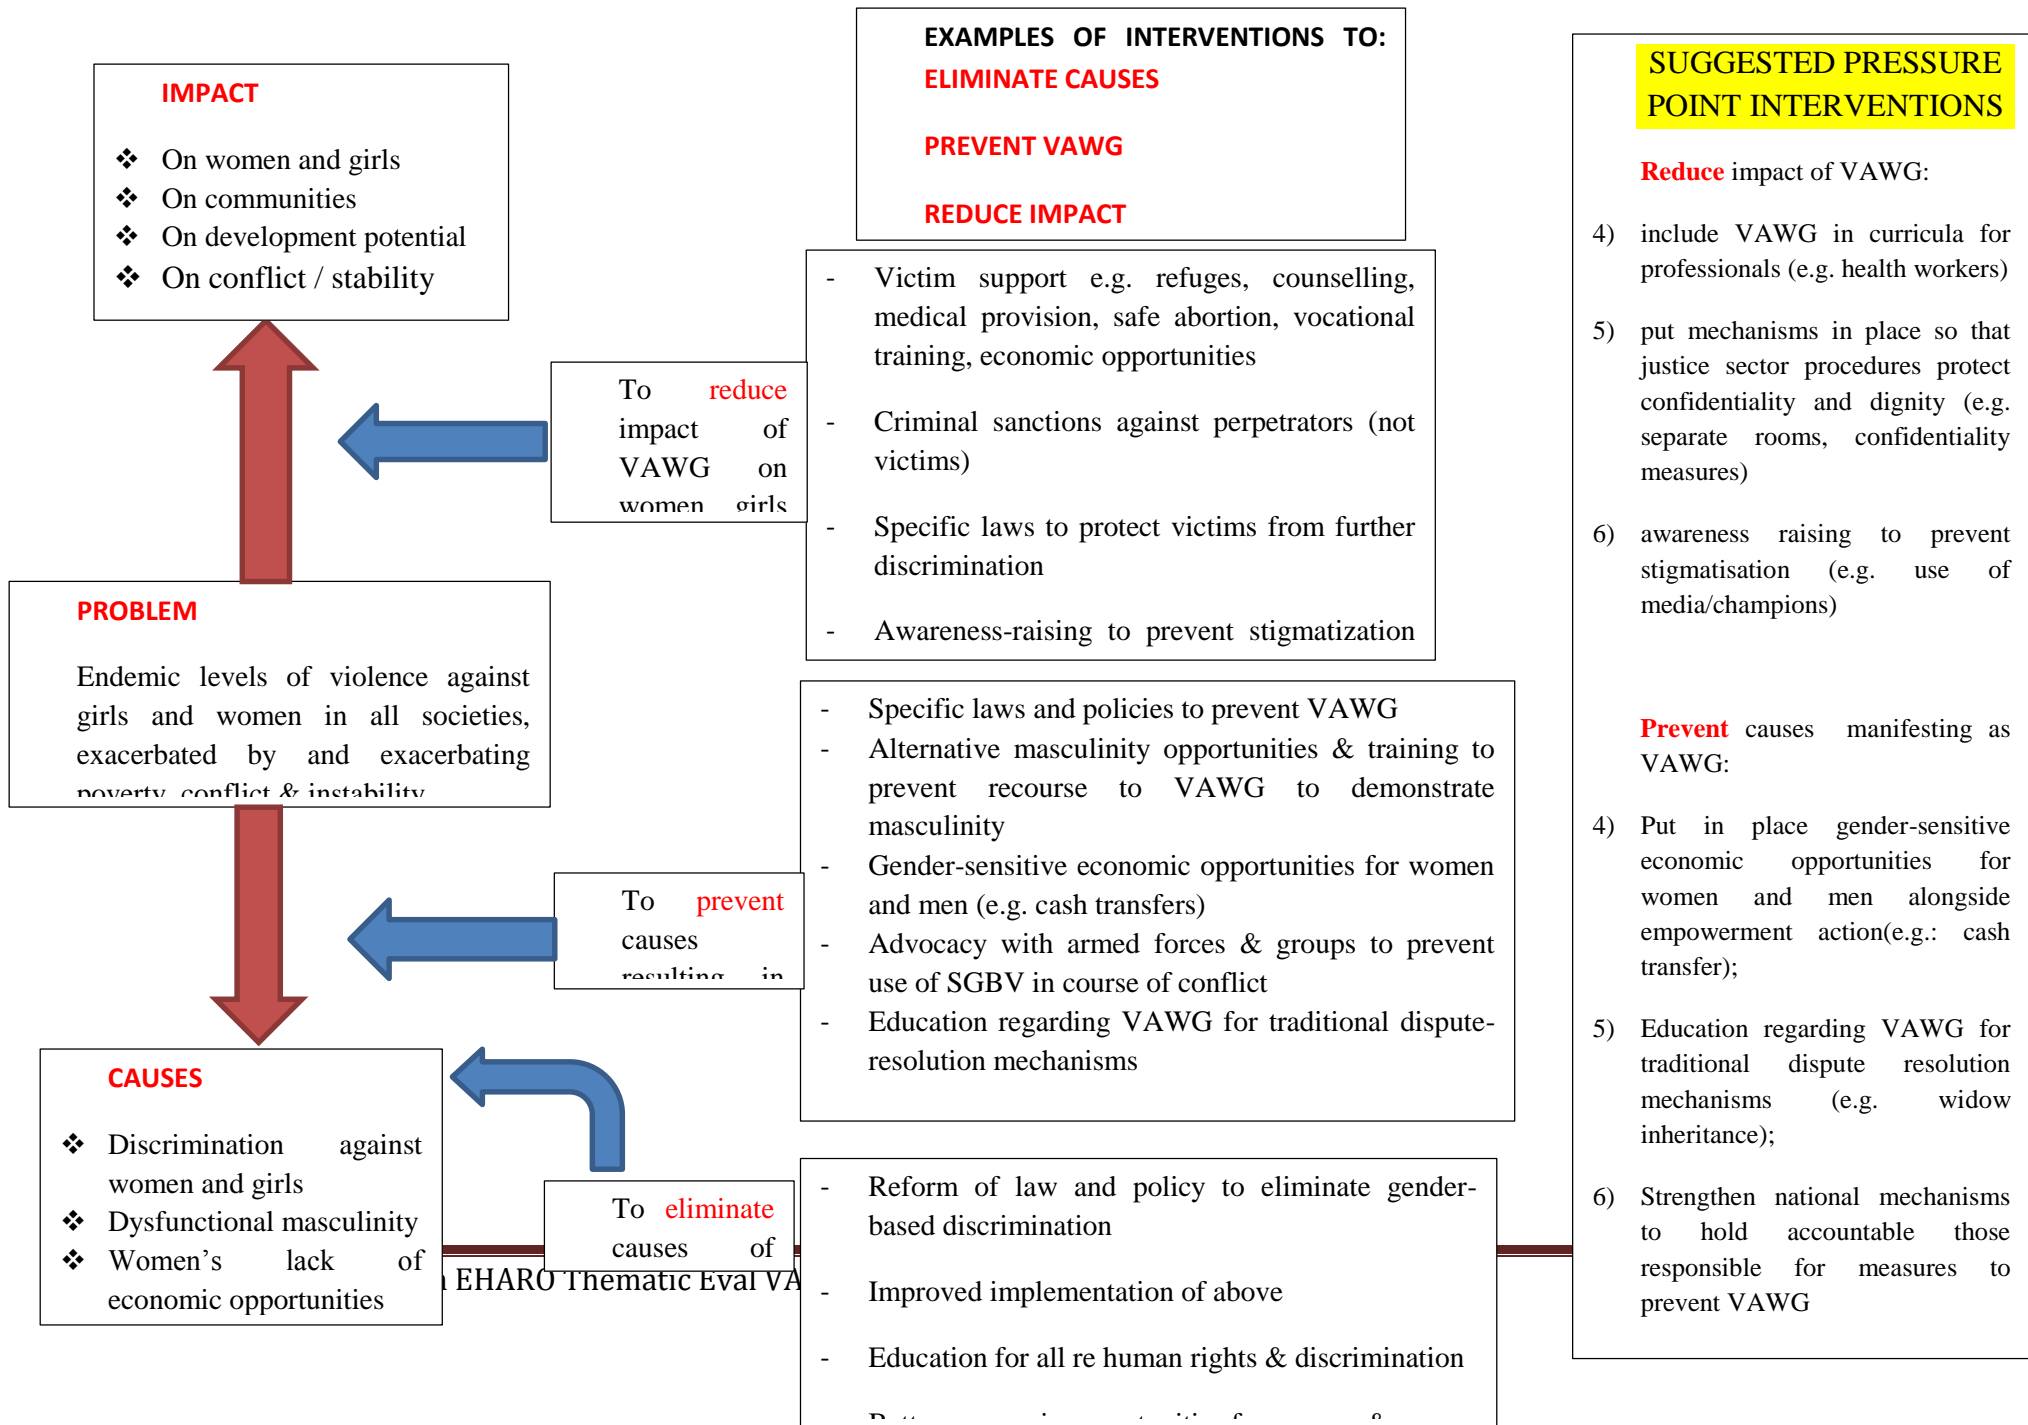 IMPACT
❖ On women and girls
❖ On communities
❖ On development potential
❖ On conflict / stability
PROBLEM
Endemic levels of violence against
girls and women in all societies,
exacerbated by and exacerbating
poverty, conflict & instability
CAUSES
❖ Discrimination against
women and girls
❖ Dysfunctional masculinity
❖ Women’s lack of
economic opportunities
To reduce
impact of
VAWG on
women girls
To prevent
causes
resulting in
To eliminate
causes of
EXAMPLES OF INTERVENTIONS TO:
ELIMINATE CAUSES
PREVENT VAWG
REDUCE IMPACT
- Victim support e.g. refuges, counselling,
medical provision, safe abortion, vocational
training, economic opportunities
- Criminal sanctions against perpetrators (not
victims)
- Specific laws to protect victims from further
discrimination
- Awareness-raising to prevent stigmatization
- Specific laws and policies to prevent VAWG
- Alternative masculinity opportunities & training to
prevent recourse to VAWG to demonstrate
masculinity
- Gender-sensitive economic opportunities for women
and men (e.g. cash transfers)
- Advocacy with armed forces & groups to prevent
use of SGBV in course of conflict
- Education regarding VAWG for traditional dispute-
resolution mechanisms
- Reform of law and policy to eliminate gender-
based discrimination
- Improved implementation of above
- Education for all re human rights & discrimination
EHARO Thematic Eval VA
SUGGESTED PRESSURE
POINT INTERVENTIONS
Reduce impact of VAWG:
4) include VAWG in curricula for
professionals (e.g. health workers)
5) put mechanisms in place so that
justice sector procedures protect
confidentiality and dignity (e.g.
separate rooms, confidentiality
measures)
6) awareness raising to prevent
stigmatisation (e.g. use of
media/champions)
Prevent causes manifesting as
VAWG:
4) Put in place gender-sensitive
economic opportunities for
women and men alongside
empowerment action(e.g.: cash
transfer);
5) Education regarding VAWG for
traditional dispute resolution
mechanisms (e.g. widow
inheritance);
6) Strengthen national mechanisms
to hold accountable those
responsible for measures to
prevent VAWG